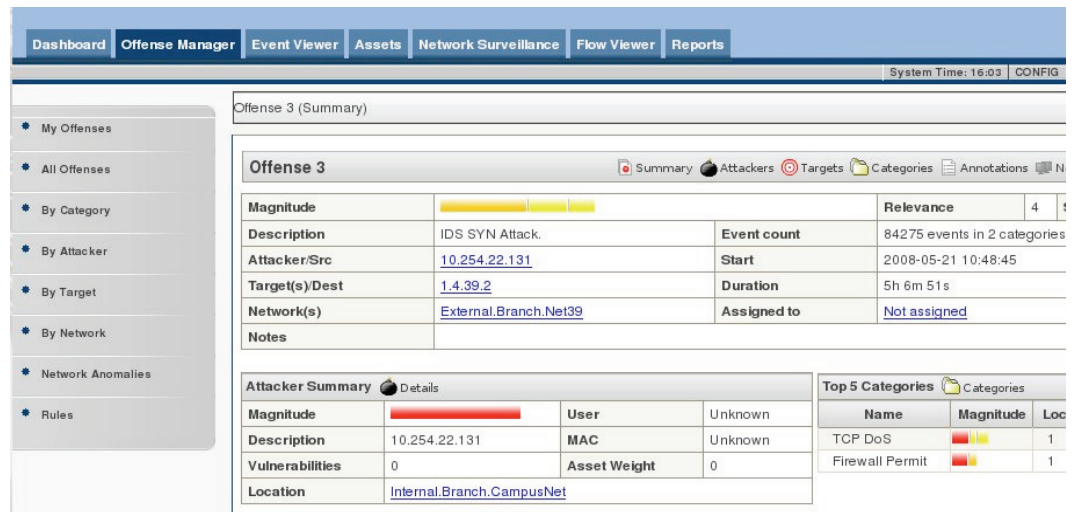 Dashboard Offense Manager Event Viewer Assets Network Surveillance Flow Viewer Reports
System Time: 16:03 CONFIG
My Offenses
All Offenses
By Category
By Attacker
By Target
By Network
Network Anomalies
Rules
Offense 3 (Summary)
Offense 3 Summary Attackers Targets Categories Annotations N
Magnitude Relevance 4 S
Description IDS SYN Attack. Event count 84275 events in 2 categories
Attacker/Src 10.254.22.131 Start 2008-05-21 10:48:45
Target(s)/Dest 1.4.39.2 Duration 5h 6m 51s
Network(s) External.Branch.Net39 Assigned to Not assigned
Notes
Attacker Summary Details
Magnitude User Unknown
Description 10.254.22.131 MAC Unknown
Vulnerabilities 0 Asset Weight 0
Location Internal.Branch.CampusNet
Top 5 Categories Categories
Name Magnitude Loc
TCP DoS 1
Firewall Permit 1